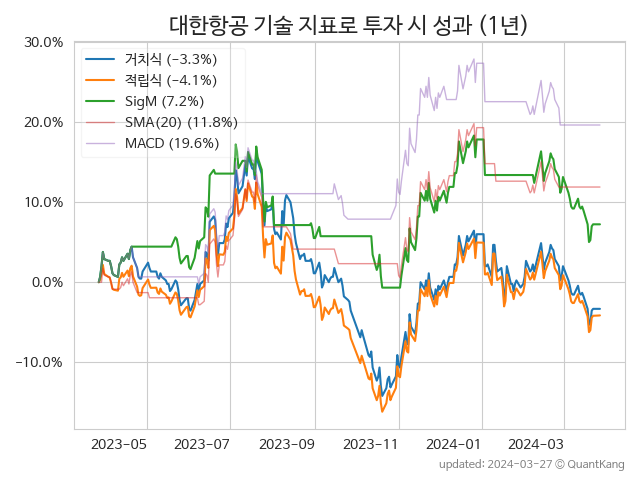 대한항공 기술 지표로 투자 시 성과 (1년)
30.0%
20.0%
10.0%
0.0%
−10.0%
거치식 (−3.3%)
적립식 (−4.1%)
SigM (7.2%)
SMA(20) (11.8%)
MACD (19.6%)
2023-05 2023-07 2023-09 2023-11 2024-01 2024-03
updated: 2024-03-27 © QuantKang